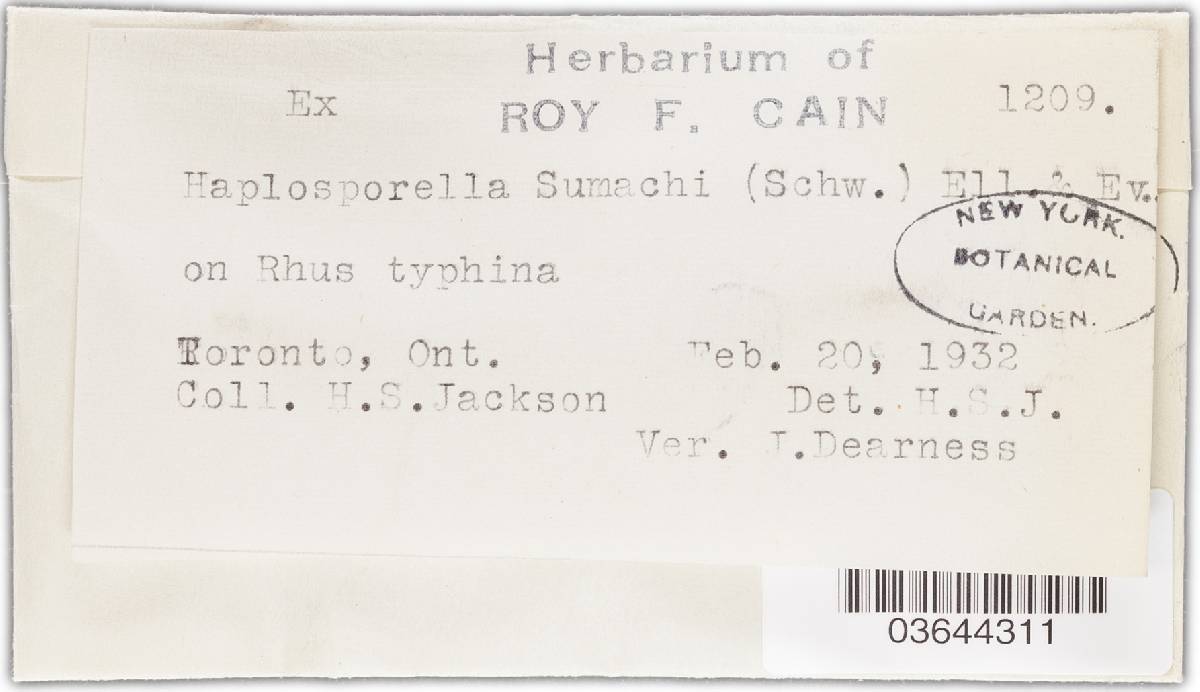 Herbarium of
Ex ROY F. CAIN 1209.
Haplosporella Sumachi (Schw.) Ell. & Ev.
NEW YORK.
BOTANICAL
GARDEN.
on Rhus typhina
Toronto, Ont. Feb. 20, 1932
Coll. H.S.Jackson Det. H.S.J.
Ver. J.Dearness
03644311